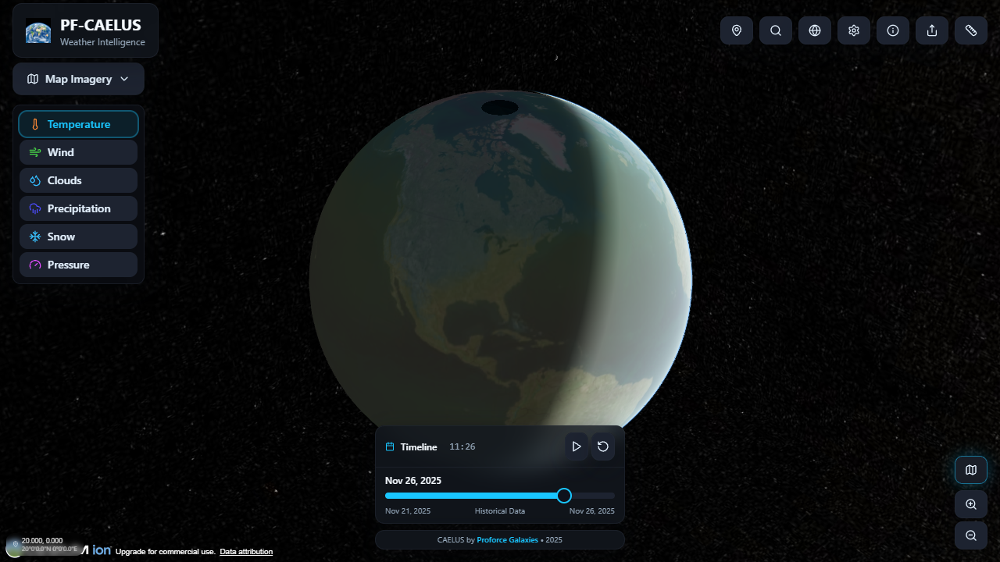 PF-CAELUS
Weather Intelligence
Map Imagery
Temperature
Wind
Clouds
Precipitation
Snow
Pressure
Timeline 11:26
Nov 26, 2025
Nov 21, 2025 Historical Data Nov 26, 2025
CAELUS by Proforce Galaxies • 2025
20.000, 0.000
20°0'0.0"N 0°0'0.0"E
ion Upgrade for commercial use. Data attribution